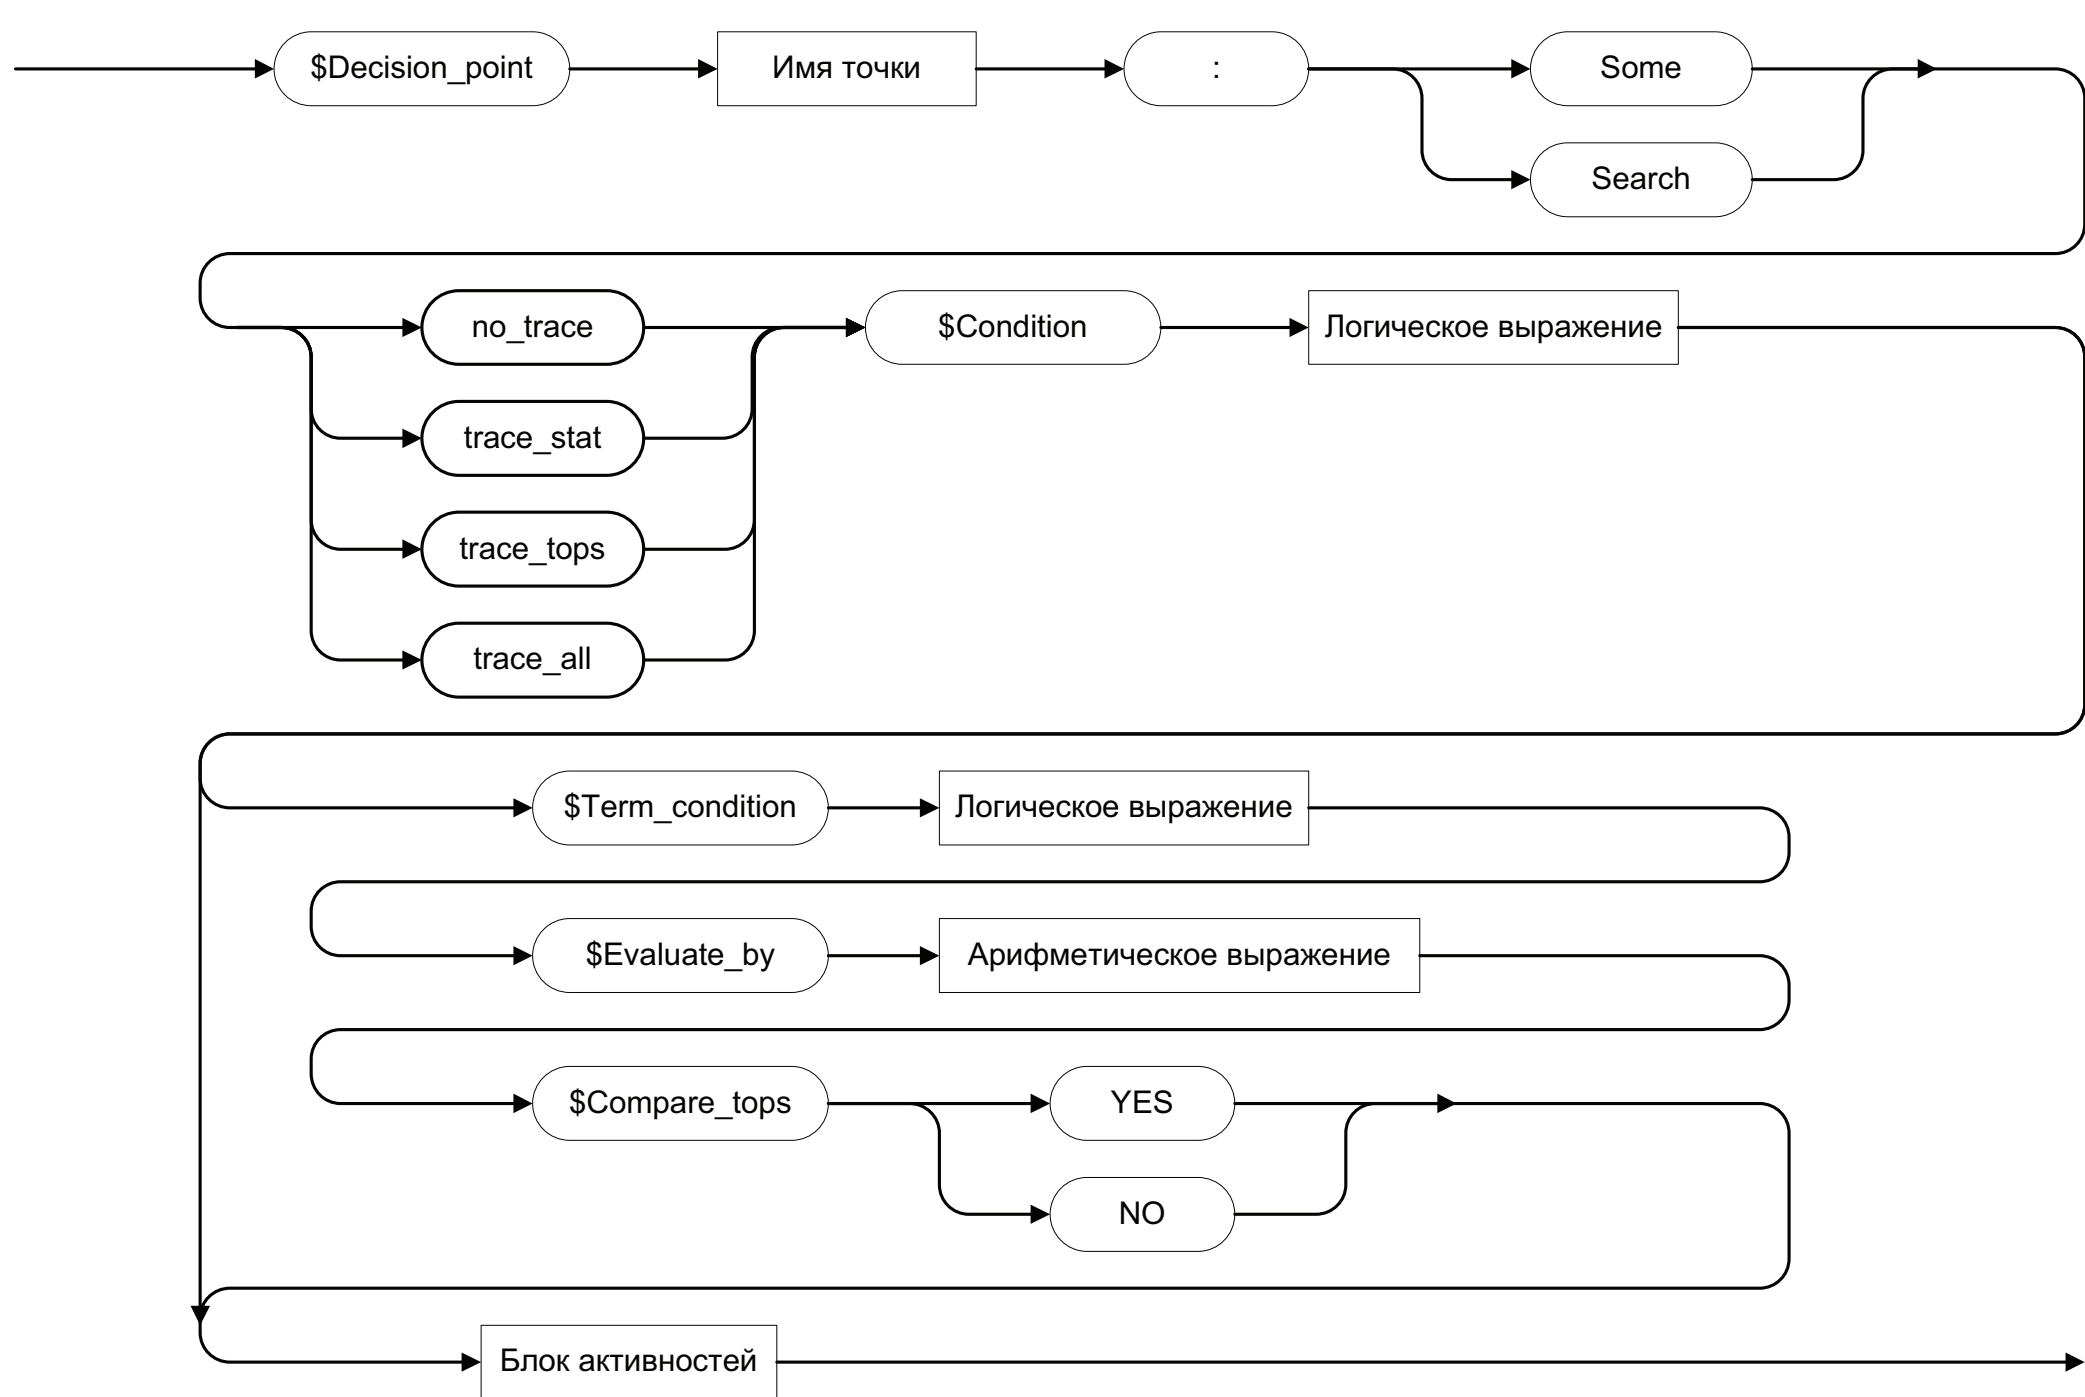 $Decision_point
Имя точки
:
Some
Search
no_trace
$Condition
Логическое выражение
trace_stat
trace_tops
trace_all
$Term_condition
Логическое выражение
$Evaluate_by
Арифметическое выражение
$Compare_tops
YES
NO
Блок активностей